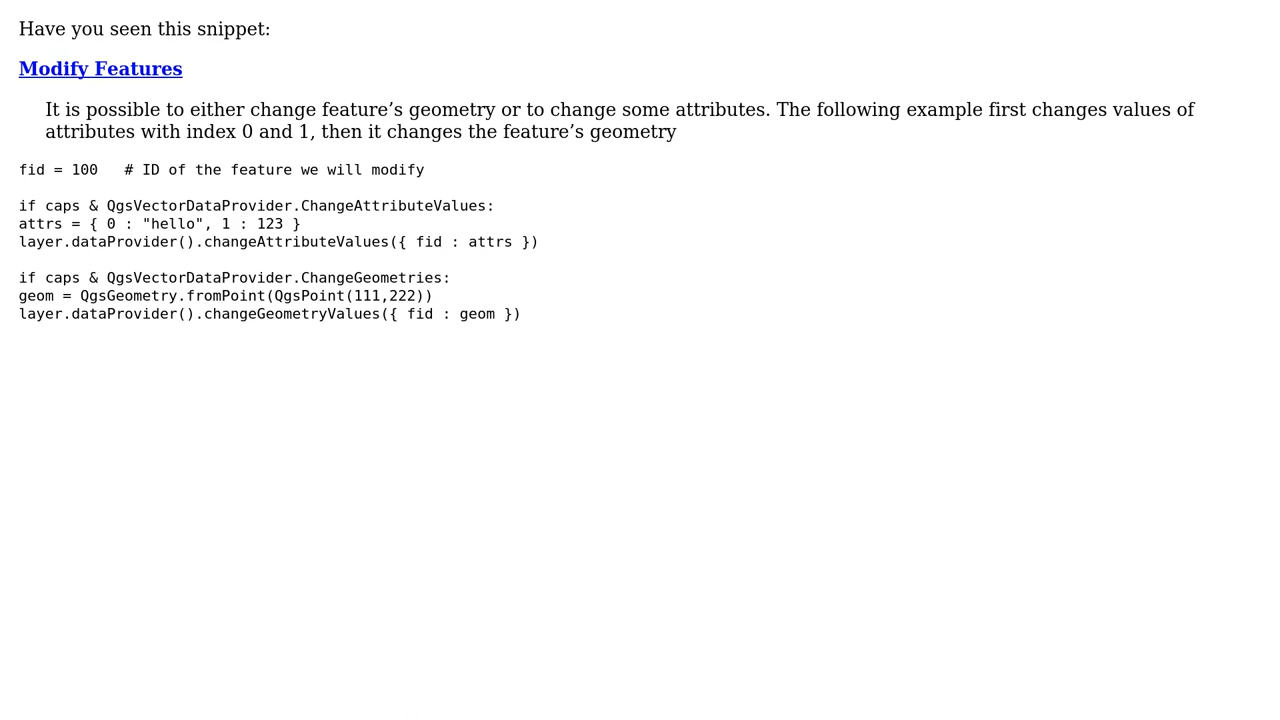 Have you seen this snippet:
Modify Features
It is possible to either change feature’s geometry or to change some attributes. The following example first changes values of
attributes with index 0 and 1, then it changes the feature’s geometry
fid = 100   # ID of the feature we will modify
if caps & QgsVectorDataProvider.ChangeAttributeValues:
attrs = { 0 : "hello", 1 : 123 }
layer.dataProvider().changeAttributeValues({ fid : attrs })
if caps & QgsVectorDataProvider.ChangeGeometries:
geom = QgsGeometry.fromPoint(QgsPoint(111,222))
layer.dataProvider().changeGeometryValues({ fid : geom })